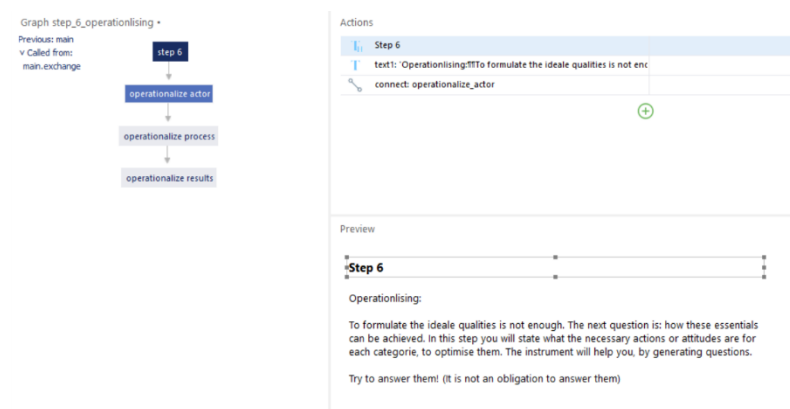 Graph step_6_operationlising •
Previous: main
v Called from:
main.exchange
step 6
operationalize actor
operationalize process
operationalize results
Actions
Step 6
text1: 'Operationlising:¶¶To formulate the ideale qualities is not enc
connect: operationalize_actor
Preview
Step 6
Operationlising:
To formulate the ideale qualities is not enough. The next question is: how these essentials
can be achieved. In this step you will state what the necessary actions or attitudes are for
each categorie, to optimise them. The instrument will help you, by generating questions.
Try to answer them! (It is not an obligation to answer them)